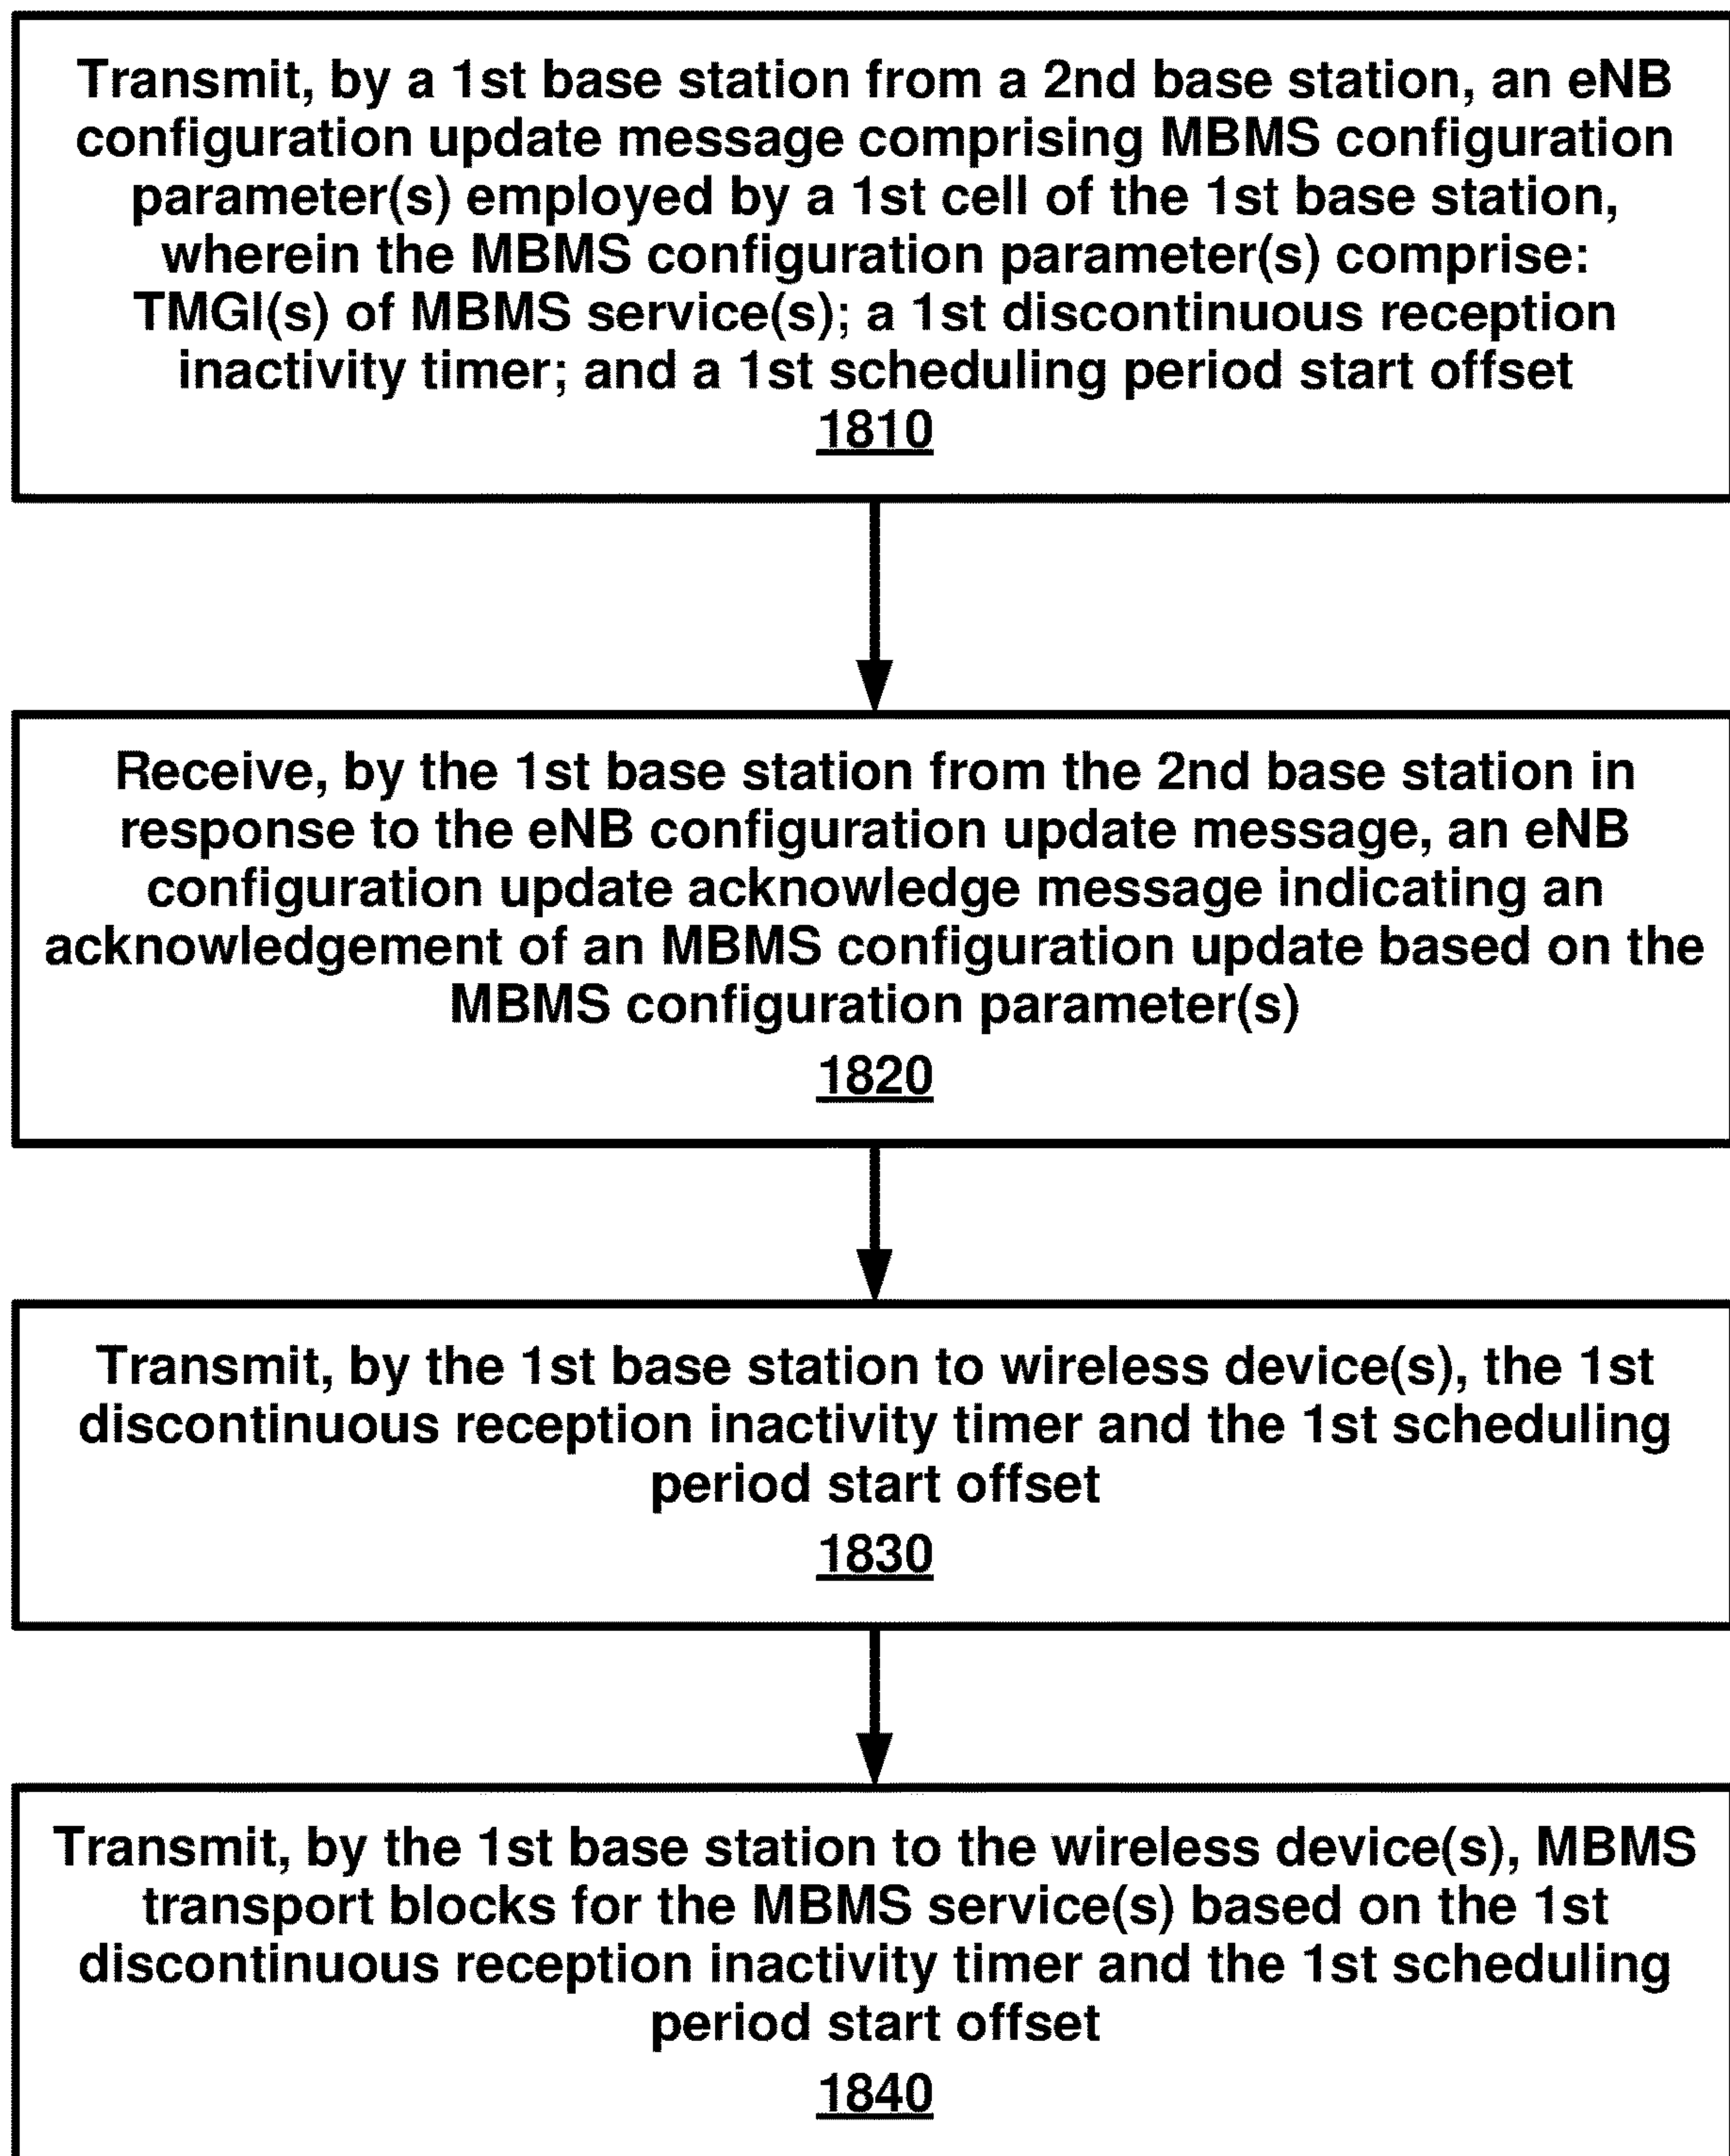 Transmit, by a 1st base station from a 2nd base station, an eNB
configuration update message comprising MBMS configuration
parameter(s) employed by a 1st cell of the 1st base station,
wherein the MBMS configuration parameter(s) comprise:
TMGI(s) of MBMS service(s); a 1st discontinuous reception
inactivity timer; and a 1st scheduling period start offset
1810
Receive, by the 1st base station from the 2nd base station in
response to the eNB configuration update message, an eNB
configuration update acknowledge message indicating an
acknowledgement of an MBMS configuration update based on the
MBMS configuration parameter(s)
1820
Transmit, by the 1st base station to wireless device(s), the 1st
discontinuous reception inactivity timer and the 1st scheduling
period start offset
1830
Transmit, by the 1st base station to the wireless device(s), MBMS
transport blocks for the MBMS service(s) based on the 1st
discontinuous reception inactivity timer and the 1st scheduling
period start offset
1840